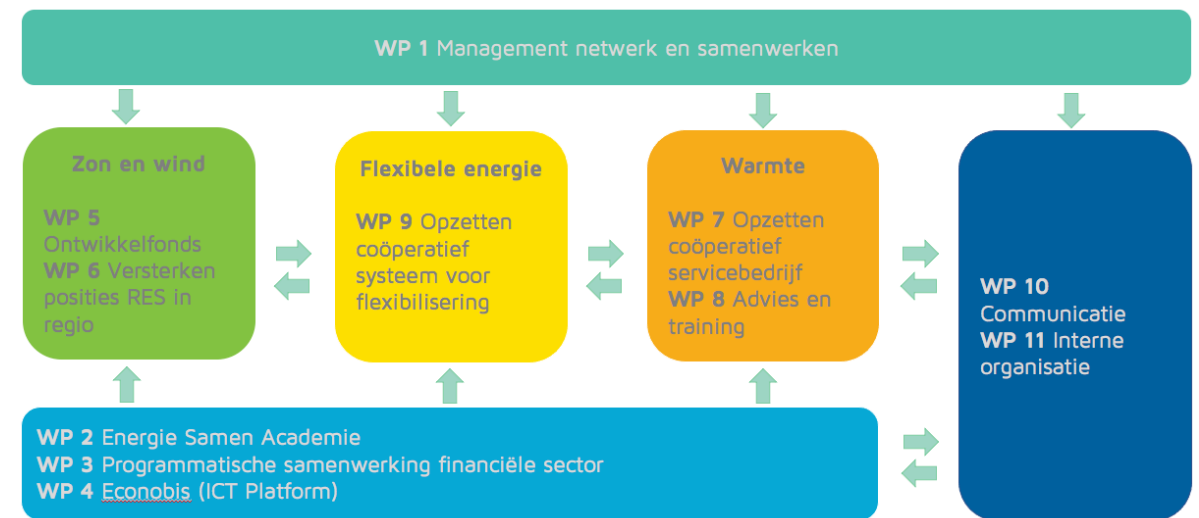 WP 1 Management netwerk en samenwerken
Zon en wind
WP 5
Ontwikkelfonds
WP 6 Versterken
posities RES in
regio
Flexibele energie
WP 9 Opzetten
coöperatief
systeem voor
flexibilisering
Warmte
WP 7 Opzetten
coöperatief
servicebedrijf
WP 8 Advies en
training
WP 10
Communicatie
WP 11 Interne
organisatie
WP 2 Energie Samen Academie
WP 3 Programmatische samenwerking financiële sector
WP 4 Econobis (ICT Platform)